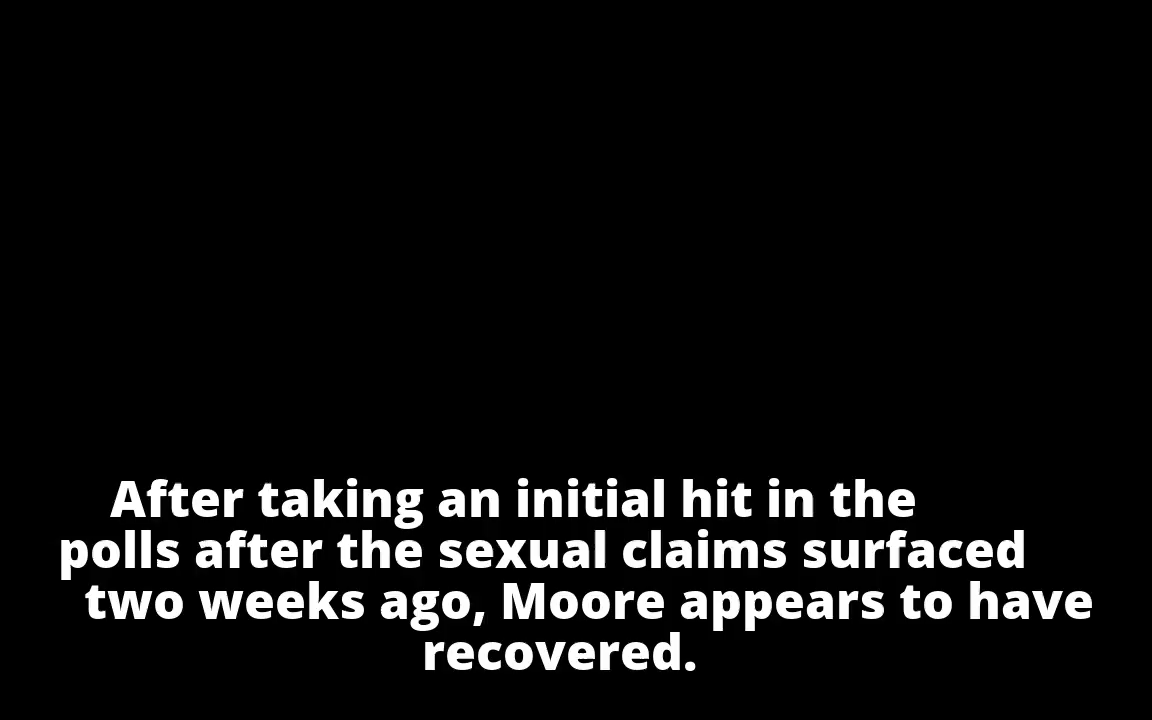 After taking an initial hit in the
polls after the sexual claims surfaced
two weeks ago, Moore appears to have
recovered.